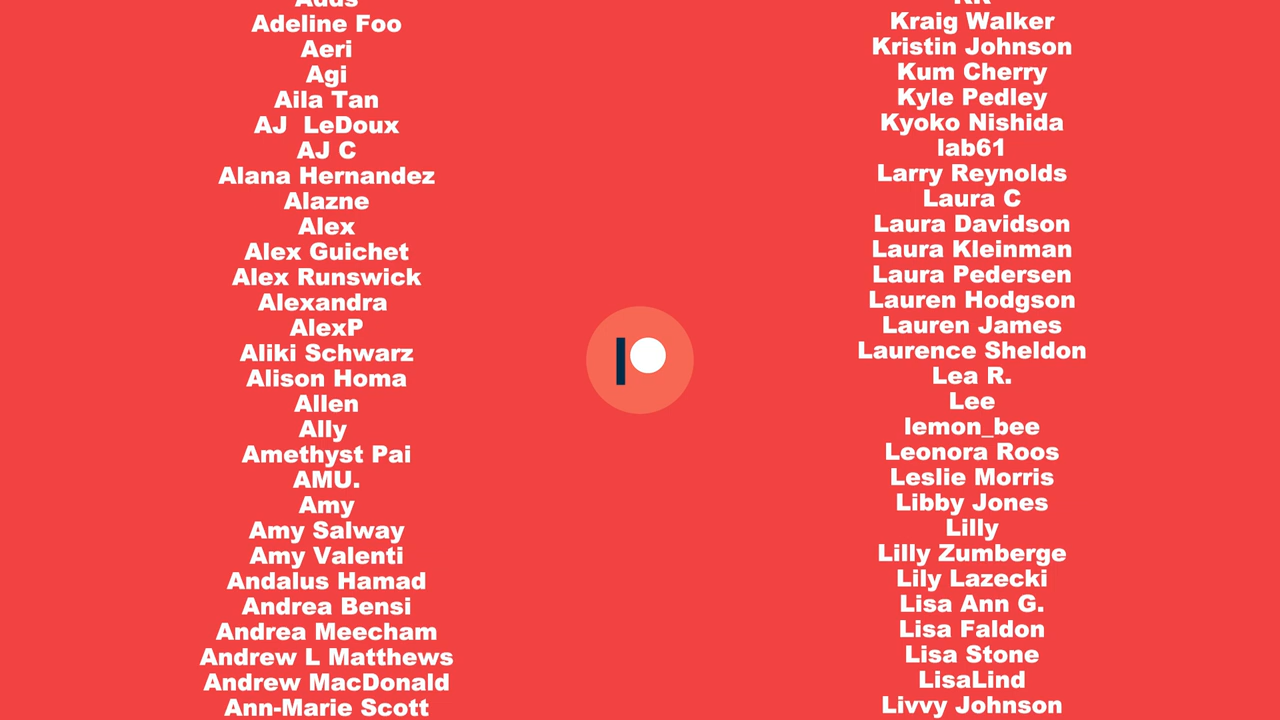 Adds
Adeline Foo
Aeri
Agi
Aila Tan
AJ  LeDoux
AJ C
Alana Hernandez
Alazne
Alex
Alex Guichet
Alex Runswick
Alexandra
AlexP
Aliki Schwarz
Alison Homa
Allen
Ally
Amethyst Pai
AMU.
Amy
Amy Salway
Amy Valenti
Andalus Hamad
Andrea Bensi
Andrea Meecham
Andrew L Matthews
Andrew MacDonald
Ann-Marie Scott
Kraig Walker
Kristin Johnson
Kum Cherry
Kyle Pedley
Kyoko Nishida
lab61
Larry Reynolds
Laura C
Laura Davidson
Laura Kleinman
Laura Pedersen
Lauren Hodgson
Lauren James
Laurence Sheldon
Lea R.
Lee
lemon_bee
Leonora Roos
Leslie Morris
Libby Jones
Lilly
Lilly Zumberge
Lily Lazecki
Lisa Ann G.
Lisa Faldon
Lisa Stone
LisaLind
Livvy Johnson